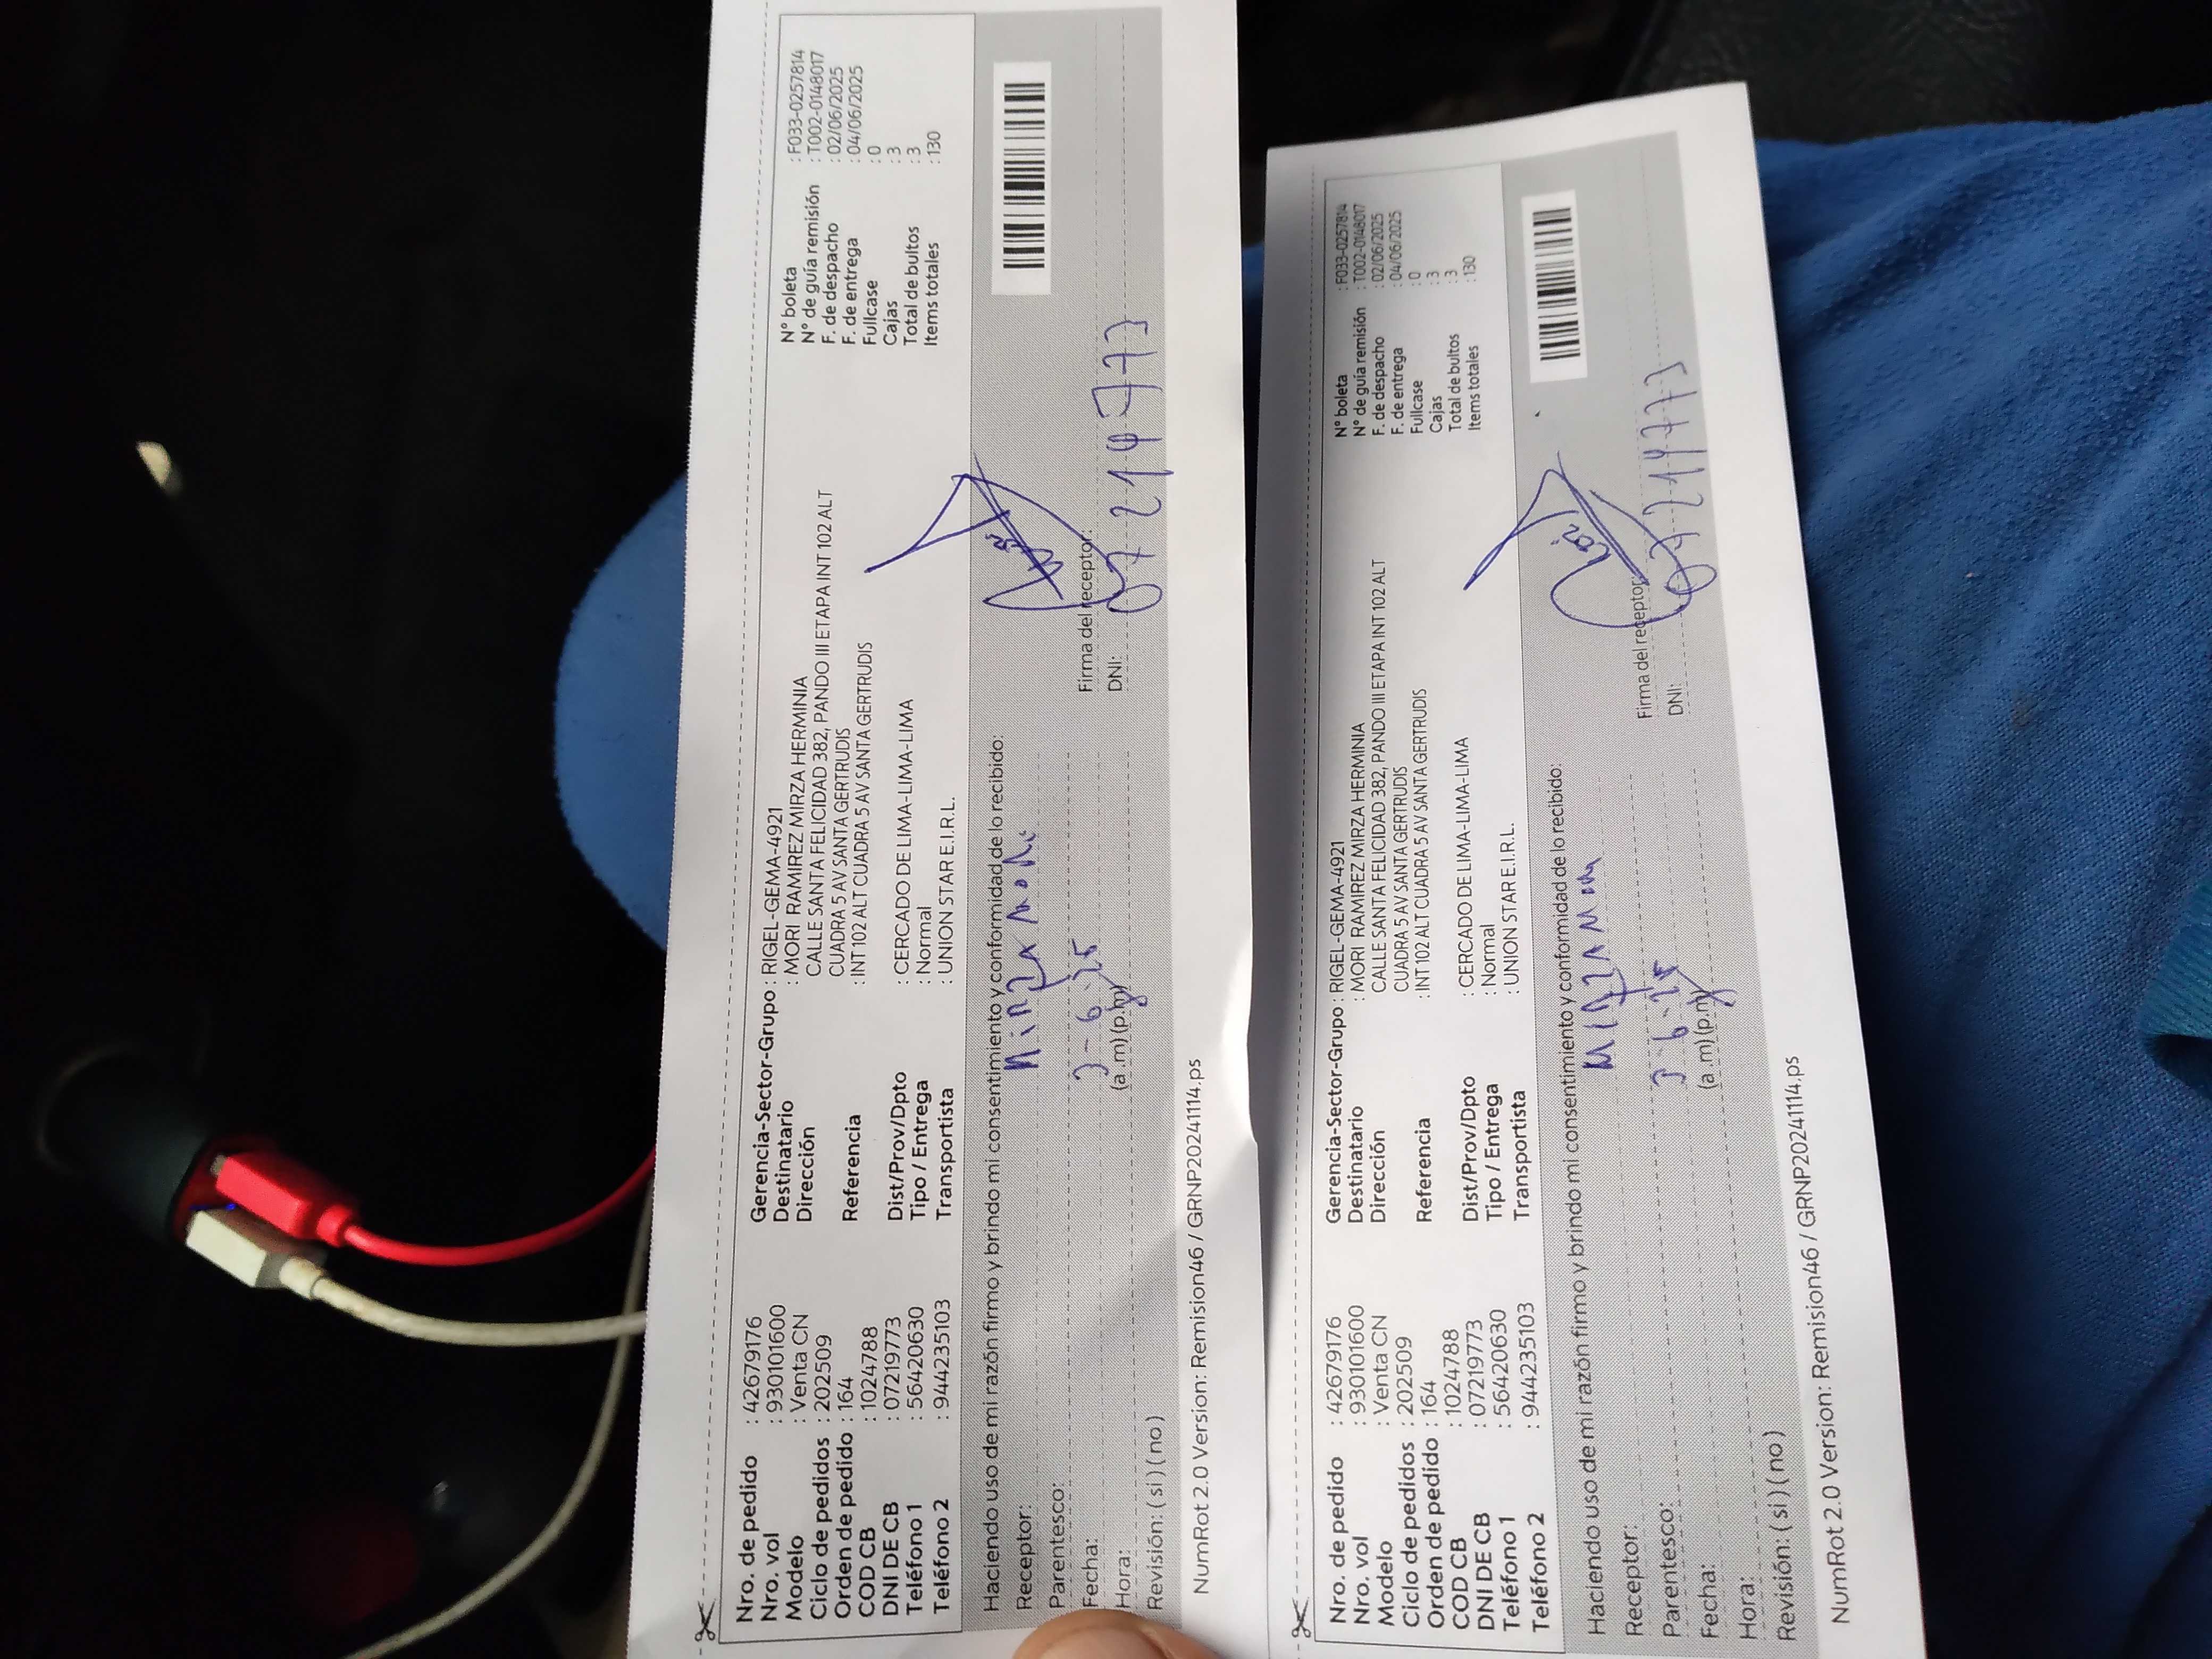 Nro. de pedido : 42679176 Gerencia-Sector-Grupo : RIGEL-GEMA-4921 N° boleta : F033-0257814
Nro. vol : 930101600 Destinatario : MORI RAMIREZ MIRZA HERMINIA N° de guía remisión : T002-0148017
Modelo : Venta CN Dirección CALLE SANTA FELICIDAD 382, PANDO III ETAPA INT 102 ALT F. de despacho : 02/06/2025
Ciclo de pedidos : 202509 CUADRA 5 AV SANTA GERTRUDIS F. de entrega : 04/06/2025
Orden de pedido : 164 Referencia : INT 102 ALT CUADRA 5 AV SANTA GERTRUDIS Fullcase : 0
COD CB : 1024788 Cajas : 3
DNI DE CB : 07219773 Dist/Prov/Dpto : CERCADO DE LIMA-LIMA-LIMA Total de bultos : 3
Teléfono 1 : 56420630 Tipo / Entrega : Normal Items totales : 130
Teléfono 2 : 944235103 Transportista : UNION STAR E.I.R.L.
Haciendo uso de mi razón firmo y brindo mi consentimiento y conformidad de lo recibido:
Receptor: Mirza Mori
Parentesco:
Fecha: 3-6-25 Firma del receptor:
Hora: (a .m) (p.m) DNI: 07219773
Revisión: ( si ) ( no )
NumRot 2.0 Version: Remision46 / GRNP20241114.ps
Nro. de pedido : 42679176 Gerencia-Sector-Grupo : RIGEL-GEMA-4921 N° boleta : F033-0257814
Nro. vol : 930101600 Destinatario : MORI RAMIREZ MIRZA HERMINIA N° de guía remisión : T002-0148017
Modelo : Venta CN Dirección CALLE SANTA FELICIDAD 382, PANDO III ETAPA INT 102 ALT F. de despacho : 02/06/2025
Ciclo de pedidos : 202509 CUADRA 5 AV SANTA GERTRUDIS F. de entrega : 04/06/2025
Orden de pedido : 164 Referencia : INT 102 ALT CUADRA 5 AV SANTA GERTRUDIS Fullcase : 0
COD CB : 1024788 Cajas : 3
DNI DE CB : 07219773 Dist/Prov/Dpto : CERCADO DE LIMA-LIMA-LIMA Total de bultos : 3
Teléfono 1 : 56420630 Tipo / Entrega : Normal Items totales : 130
Teléfono 2 : 944235103 Transportista : UNION STAR E.I.R.L.
Haciendo uso de mi razón firmo y brindo mi consentimiento y conformidad de lo recibido:
Receptor: Mirza Mori
Parentesco:
Fecha: 3-6-25 Firma del receptor:
Hora: (a .m) (p.m) DNI: 07219773
Revisión: ( si ) ( no )
NumRot 2.0 Version: Remision46 / GRNP20241114.ps